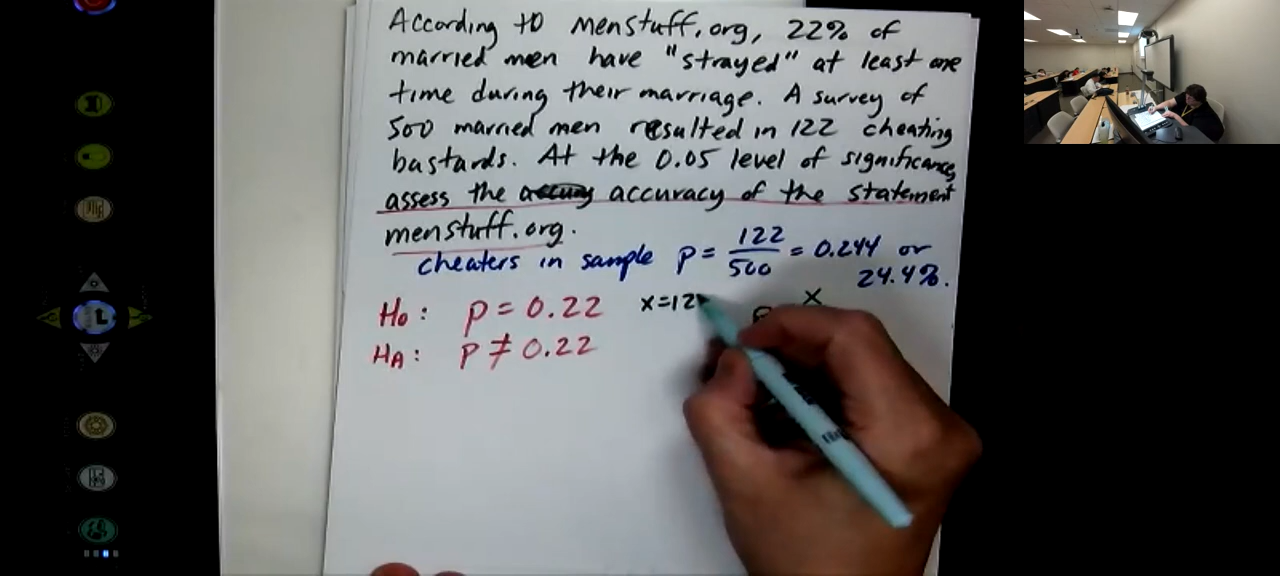 According to menstuff.org, 22% of
married men have "strayed" at least one
time during their marriage. A survey of
500 married men resulted in 122 cheating
bastards. At the 0.05 level of significance,
assess the accuracy of the statement
menstuff.org.
cheaters in sample p = 122/500 = 0.244 or
24.4%.
H0: p = 0.22 x=12 x
HA: p ≠ 0.22